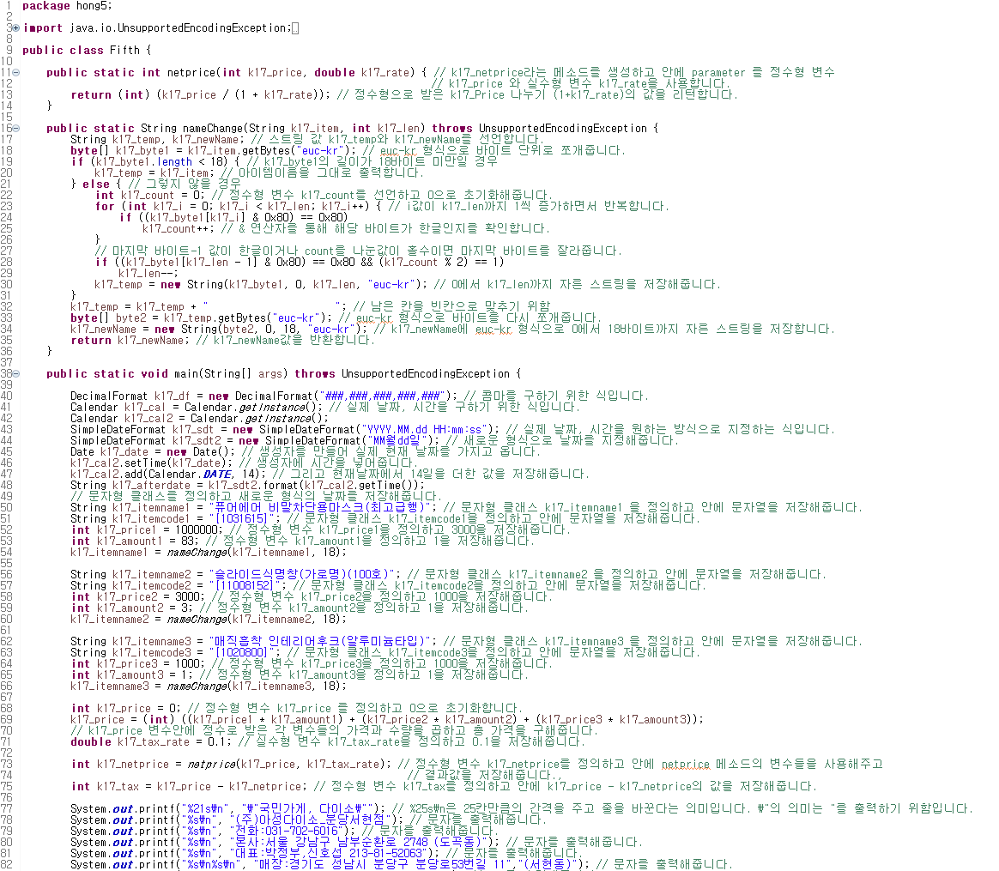 1 package hong5;
2
3 import java.io.UnsupportedEncodingException;
8
9 public class Fifth {
10
11 public static int netprice(int k17_price, double k17_rate) { // k17_netprice라는 메소드를 생성하고 안에 parameter 를 정수형 변수
12 // k17_price 와 실수형 변수 k17_rate을 사용합니다.
13 return (int) (k17_price / (1 + k17_rate)); // 정수형으로 받은 k17_Price 나누기 (1+k17_rate)의 값을 리턴합니다.
14 }
15
16 public static String nameChange(String k17_item, int k17_len) throws UnsupportedEncodingException {
17 String k17_temp, k17_newName; // 스트링 값 k17_temp와 k17_newName를 선언합니다.
18 byte[] k17_byte1 = k17_item.getBytes("euc-kr"); // euc-kr 형식으로 바이트 단위로 쪼개줍니다.
19 if (k17_byte1.length < 18) { // k17_byte1의 길이가 18바이트 미만일 경우
20 k17_temp = k17_item; // 아이템이름을 그대로 출력합니다.
21 } else { // 그렇지 않을 경우
22 int k17_count = 0; // 정수형 변수 k17_count를 선언하고 0으로 초기화해줍니다.
23 for (int k17_i = 0; k17_i < k17_len; k17_i++) { // i값이 k17_len까지 1씩 증가하면서 반복합니다.
24 if ((k17_byte1[k17_i] & 0x80) == 0x80)
25 k17_count++; // & 연산자를 통해 해당 바이트가 한글인지를 확인합니다.
26 }
27 // 마지막 바이트-1 값이 한글이거나 count를 나눈값이 홀수이면 마지막 바이트를 잘라줍니다.
28 if ((k17_byte1[k17_len - 1] & 0x80) == 0x80 && (k17_count % 2) == 1)
29 k17_len--;
30 k17_temp = new String(k17_byte1, 0, k17_len, "euc-kr"); // 0에서 k17_len까지 자른 스트링을 저장해줍니다.
31 }
32 k17_temp = k17_temp + "                     "; // 남은 칸을 빈칸으로 맞추기 위함
33 byte[] byte2 = k17_temp.getBytes("euc-kr"); // euc-kr 형식으로 바이트를 다시 쪼개줍니다.
34 k17_newName = new String(byte2, 0, 18, "euc-kr"); // k17_newName에 euc-kr 형식으로 0에서 18바이트까지 자른 스트링을 저장합니다.
35 return k17_newName; // k17_newName값을 반환합니다.
36 }
37
38 public static void main(String[] args) throws UnsupportedEncodingException {
39
40 DecimalFormat k17_df = new DecimalFormat("###,###,###,###,###"); // 콤마를 구하기 위한 식입니다.
41 Calendar k17_cal = Calendar.getInstance(); // 실제 날짜, 시간을 구하기 위한 식입니다.
42 Calendar k17_cal2 = Calendar.getInstance();
43 SimpleDateFormat k17_sdt = new SimpleDateFormat("YYYY.MM.dd HH:mm:ss"); // 실제 날짜, 시간을 원하는 방식으로 지정하는 식입니다.
44 SimpleDateFormat k17_sdt2 = new SimpleDateFormat("MM월dd일"); // 새로운 형식으로 날짜를 지정해줍니다.
45 Date k17_date = new Date(); // 생성자를 만들어 실제 현재 날짜를 가지고 옵니다.
46 k17_cal2.setTime(k17_date); // 생성자에 시간을 넣어줍니다.
47 k17_cal2.add(Calendar.DATE, 14); // 그리고 현재날짜에서 14일을 더한 값을 저장해줍니다.
48 String k17_afterdate = k17_sdt2.format(k17_cal2.getTime());
49 // 문자형 클래스를 정의하고 새로운 형식의 날짜를 저장해줍니다.
50 String k17_itemname1 = "퓨어에어 비말차단용마스크(최고급형)"; // 문자형 클래스 k17_itemname1 을 정의하고 안에 문자열을 저장해줍니다.
51 String k17_itemcode1 = "[1031615]"; // 문자형 클래스 k17_itemcode1을 정의하고 안에 문자열을 저장해줍니다.
52 int k17_price1 = 1000000; // 정수형 변수 k17_price1을 정의하고 3000을 저장해줍니다.
53 int k17_amount1 = 83; // 정수형 변수 k17_amount1을 정의하고 1을 저장해줍니다.
54 k17_itemname1 = nameChange(k17_itemname1, 18);
55
56 String k17_itemname2 = "슬라이드식명찰(가로명)(100호)"; // 문자형 클래스 k17_itemname2 을 정의하고 안에 문자열을 저장해줍니다.
57 String k17_itemcode2 = "[11008152]"; // 문자형 클래스 k17_itemcode2을 정의하고 안에 문자열을 저장해줍니다.
58 int k17_price2 = 3000; // 정수형 변수 k17_price2을 정의하고 1000을 저장해줍니다.
59 int k17_amount2 = 3; // 정수형 변수 k17_amount2을 정의하고 1을 저장해줍니다.
60 k17_itemname2 = nameChange(k17_itemname2, 18);
61
62 String k17_itemname3 = "매직흡착 인테리어후크(알루미늄타입)"; // 문자형 클래스 k17_itemname3 을 정의하고 안에 문자열을 저장해줍니다.
63 String k17_itemcode3 = "[1020800]"; // 문자형 클래스 k17_itemcode3을 정의하고 안에 문자열을 저장해줍니다.
64 int k17_price3 = 1000; // 정수형 변수 k17_price3을 정의하고 1000을 저장해줍니다.
65 int k17_amount3 = 1; // 정수형 변수 k17_amount3을 정의하고 1을 저장해줍니다.
66 k17_itemname3 = nameChange(k17_itemname3, 18);
67
68 int k17_price = 0; // 정수형 변수 k17_price 를 정의하고 0으로 초기화합니다.
69 k17_price = (int) ((k17_price1 * k17_amount1) + (k17_price2 * k17_amount2) + (k17_price3 * k17_amount3));
70 // k17_price 변수안에 정수로 받은 각 변수들의 가격과 수량을 곱하고 총 가격을 구해줍니다.
71 double k17_tax_rate = 0.1; // 실수형 변수 k17_tax_rate을 정의하고 0.1을 저장해줍니다.
72
73 int k17_netprice = netprice(k17_price, k17_tax_rate); // 정수형 변수 k17_netprice를 정의하고 안에 netprice 메소드의 변수들을 사용해주고
74 // 결과값을 저장해줍니다.,
75 int k17_tax = k17_price - k17_netprice; // 정수형 변수 k17_tax를 정의하고 안에 k17_price - k17_netprice의 값을 저장해줍니다.
76
77 System.out.printf("%21s\n", "\"국민가게, 다이소\""); // %25s\n은 25칸만큼의 간격을 주고 줄을 바꾼다는 의미입니다. \"의 의미는 "를 출력하기 위함입니다.
78 System.out.printf("%s\n", "(주)아성다이소_분당서현점"); // 문자를 출력해줍니다.
79 System.out.printf("%s\n", "전화:031-702-6016"); // 문자를 출력해줍니다.
80 System.out.printf("%s\n", "본사:서울 강남구 남부순환로 2748 (도곡동)"); // 문자를 출력해줍니다.
81 System.out.printf("%s\n", "대표:박정부,신호섭 213-81-52063"); // 문자를 출력해줍니다.
82 System.out.printf("%s\n%s\n", "매장:경기도 성남시 분당구 분당로53번길 11","(서현동)"); // 문자를 출력해줍니다.